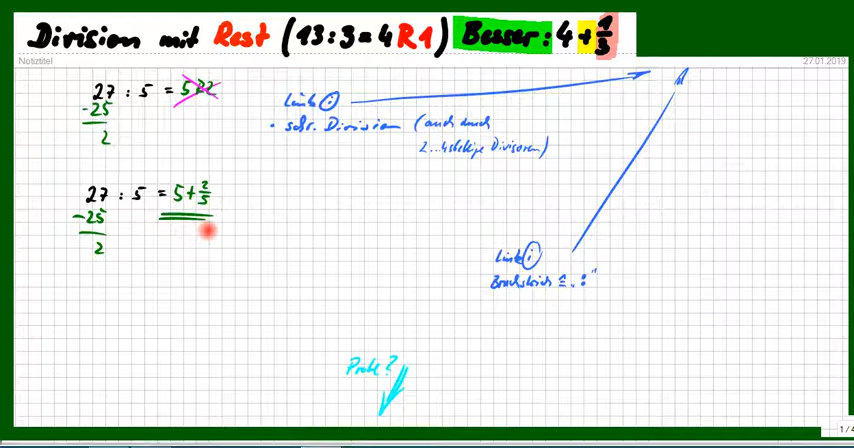 Division mit Rest (13:3=4R1) Besser: 4+1/3
Notiztitel
27.01.2019
27 : 5 = 5R2
-25
2
Link i
• schr. Division (auch durch
2...4stellige Divisoren)
27 : 5 = 5+2/5
-25
2
Link i
Bruchstrich ≙ „:"
Probe?
1/4